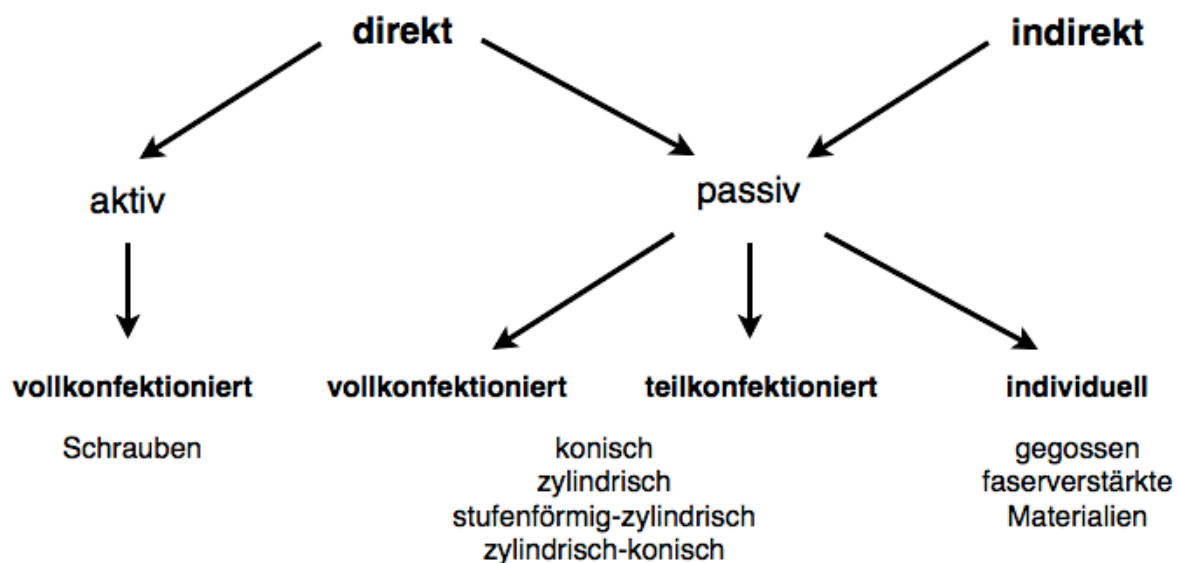 direkt
indirekt
aktiv
passiv
vollkonfektioniert
vollkonfektioniert
teilkonfektioniert
individuell
Schrauben
konisch
zylindrisch
stufenförmig-zylindrisch
zylindrisch-konisch
gegossen
faserverstärkte
Materialien